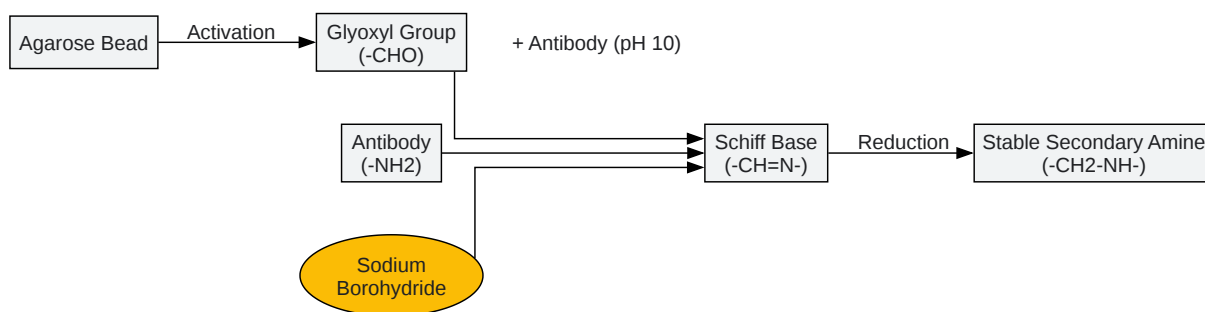 Agarose Bead
Activation
Glyoxyl Group
(-CHO)
+ Antibody (pH 10)
Antibody
(-NH2)
Schiff Base
(-CH=N-)
Reduction
Stable Secondary Amine
(-CH2-NH-)
Sodium
Borohydride